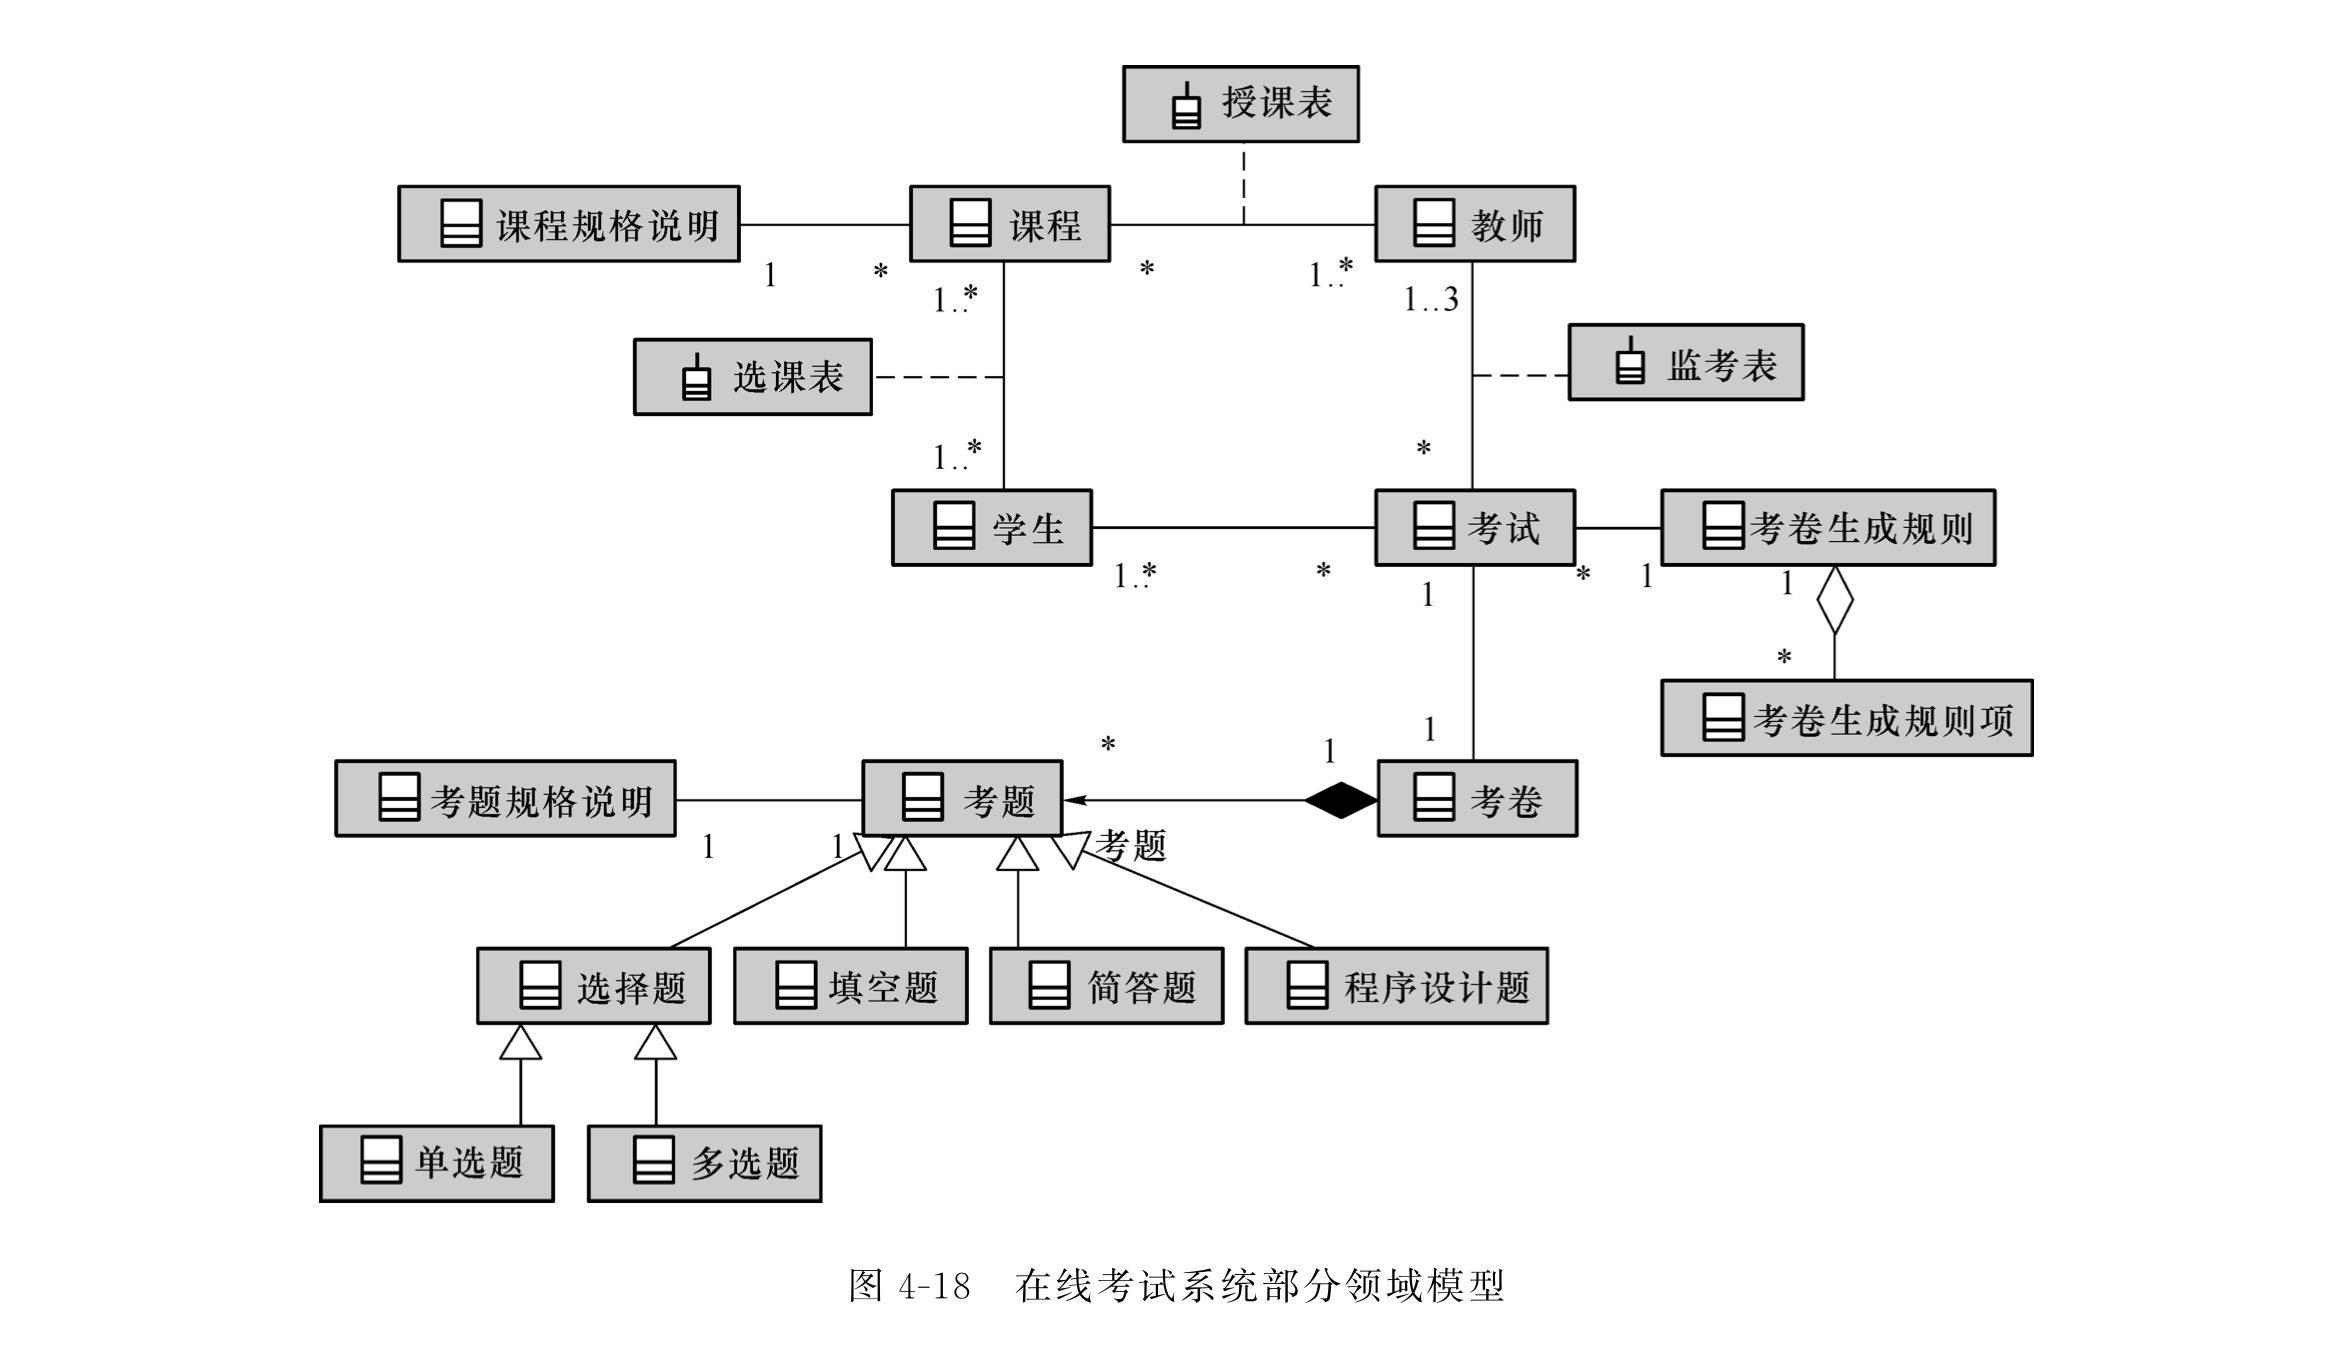 授课表
课程规格说明
课程
教师
1
*
1..*
*
1..*
1..3
选课表
监考表
1..*
*
学生
考试
考卷生成规则
1..*
*
1
*
1
1
*
考卷生成规则项
1
*
1
考题规格说明
考题
考卷
1
1
考题
选择题
填空题
简答题
程序设计题
单选题
多选题
图 4-18 在线考试系统部分领域模型